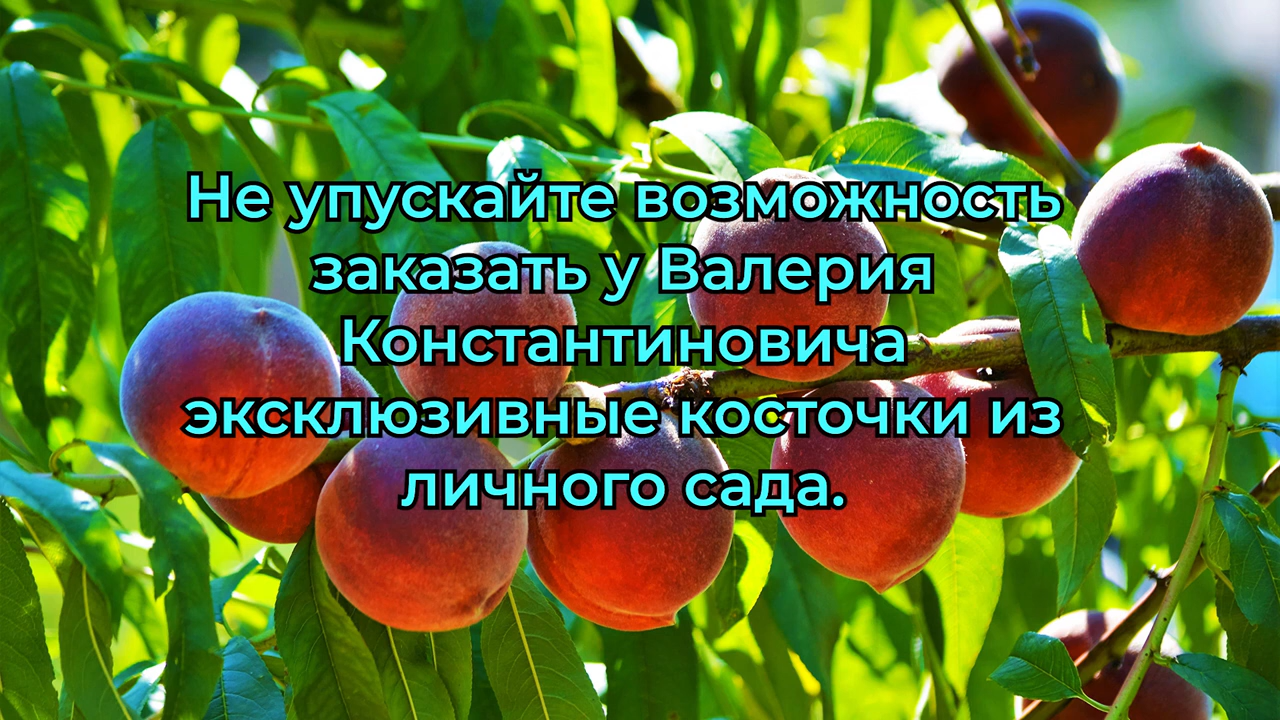 Не упускайте возможность
заказать у Валерия
Константиновича
эксклюзивные косточки из
личного сада.